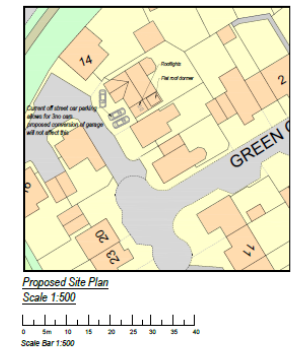 14
Rooflights
Flat roof dormer
2
Current off street car parking
allows for 3no cars
proposed conversion of garage
will not affect this
GREEN
20
23
11
Proposed Site Plan
Scale 1:500
0 5m 10 15 20 25 30 35 40
Scale Bar 1:500